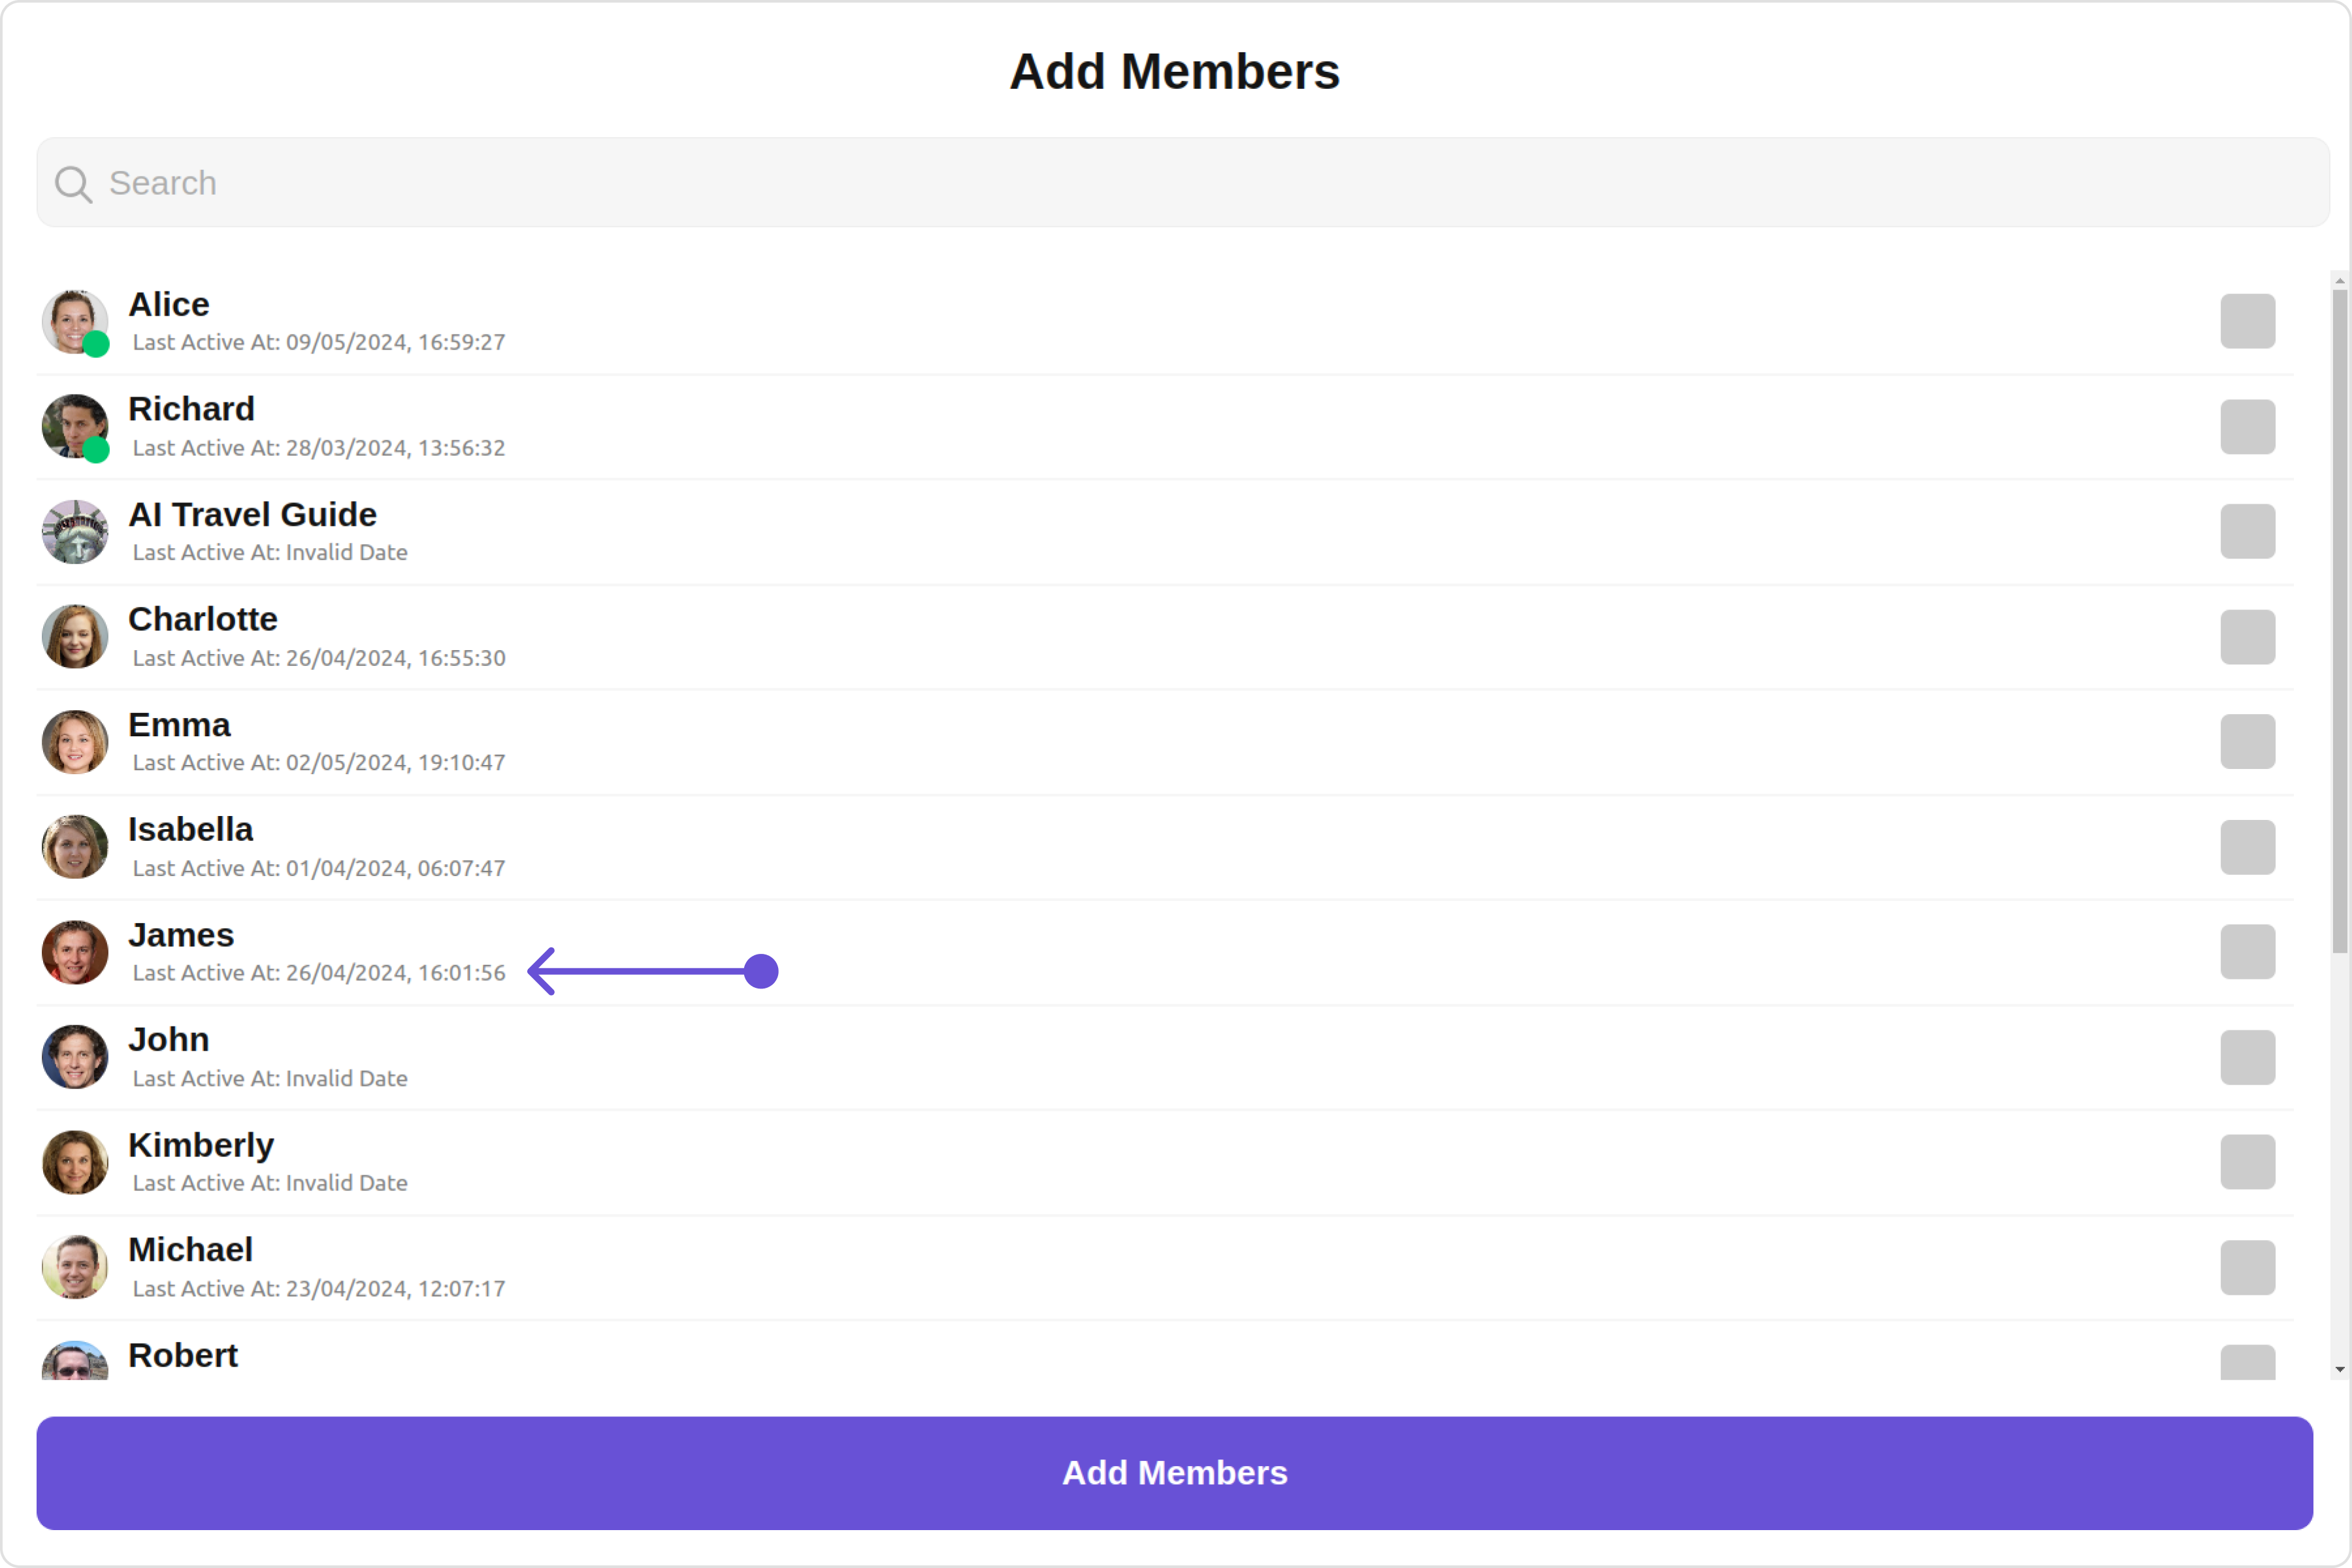 Add Members
Search
Alice
Last Active At: 09/05/2024, 16:59:27
Richard
Last Active At: 28/03/2024, 13:56:32
AI Travel Guide
Last Active At: Invalid Date
Charlotte
Last Active At: 26/04/2024, 16:55:30
Emma
Last Active At: 02/05/2024, 19:10:47
Isabella
Last Active At: 01/04/2024, 06:07:47
James
Last Active At: 26/04/2024, 16:01:56
John
Last Active At: Invalid Date
Kimberly
Last Active At: Invalid Date
Michael
Last Active At: 23/04/2024, 12:07:17
Robert
Add Members